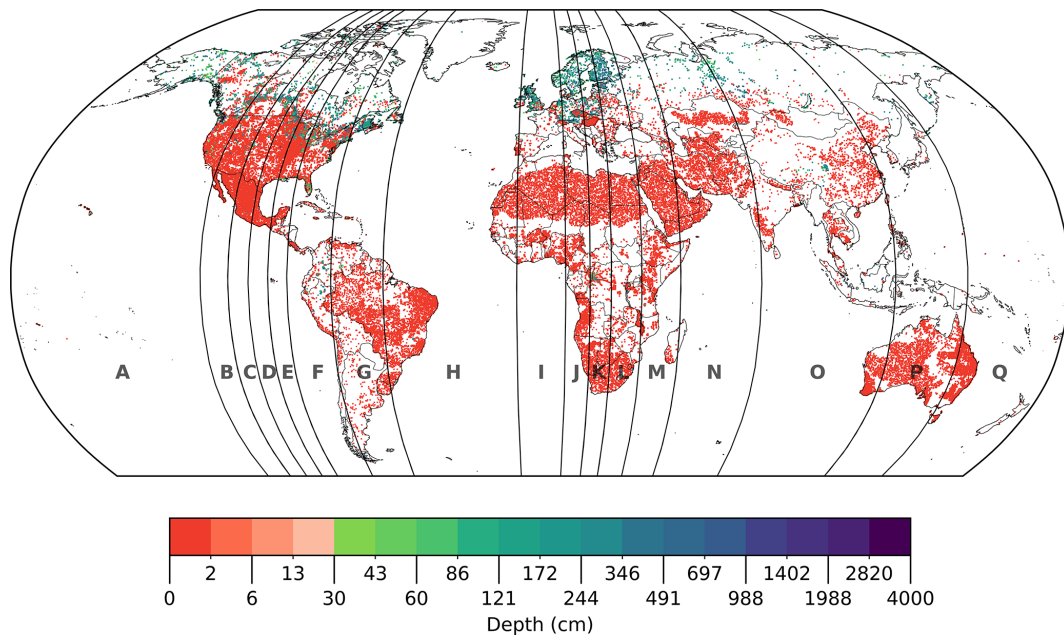 A B C D E F G H I J K L M N O P Q
2 13 43 86 172 346 697 1402 2820
0 6 30 60 121 244 491 988 1988 4000
Depth (cm)